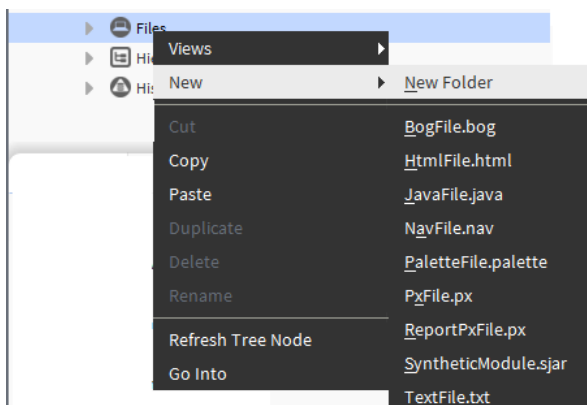 Files
Views
New
Cut
Copy
Paste
Duplicate
Delete
Rename
Refresh Tree Node
Go Into
New Folder
BogFile.bog
HtmlFile.html
JavaFile.java
NavFile.nav
PaletteFile.palette
PxFile.px
ReportPxFile.px
SyntheticModule.sjar
TextFile.txt